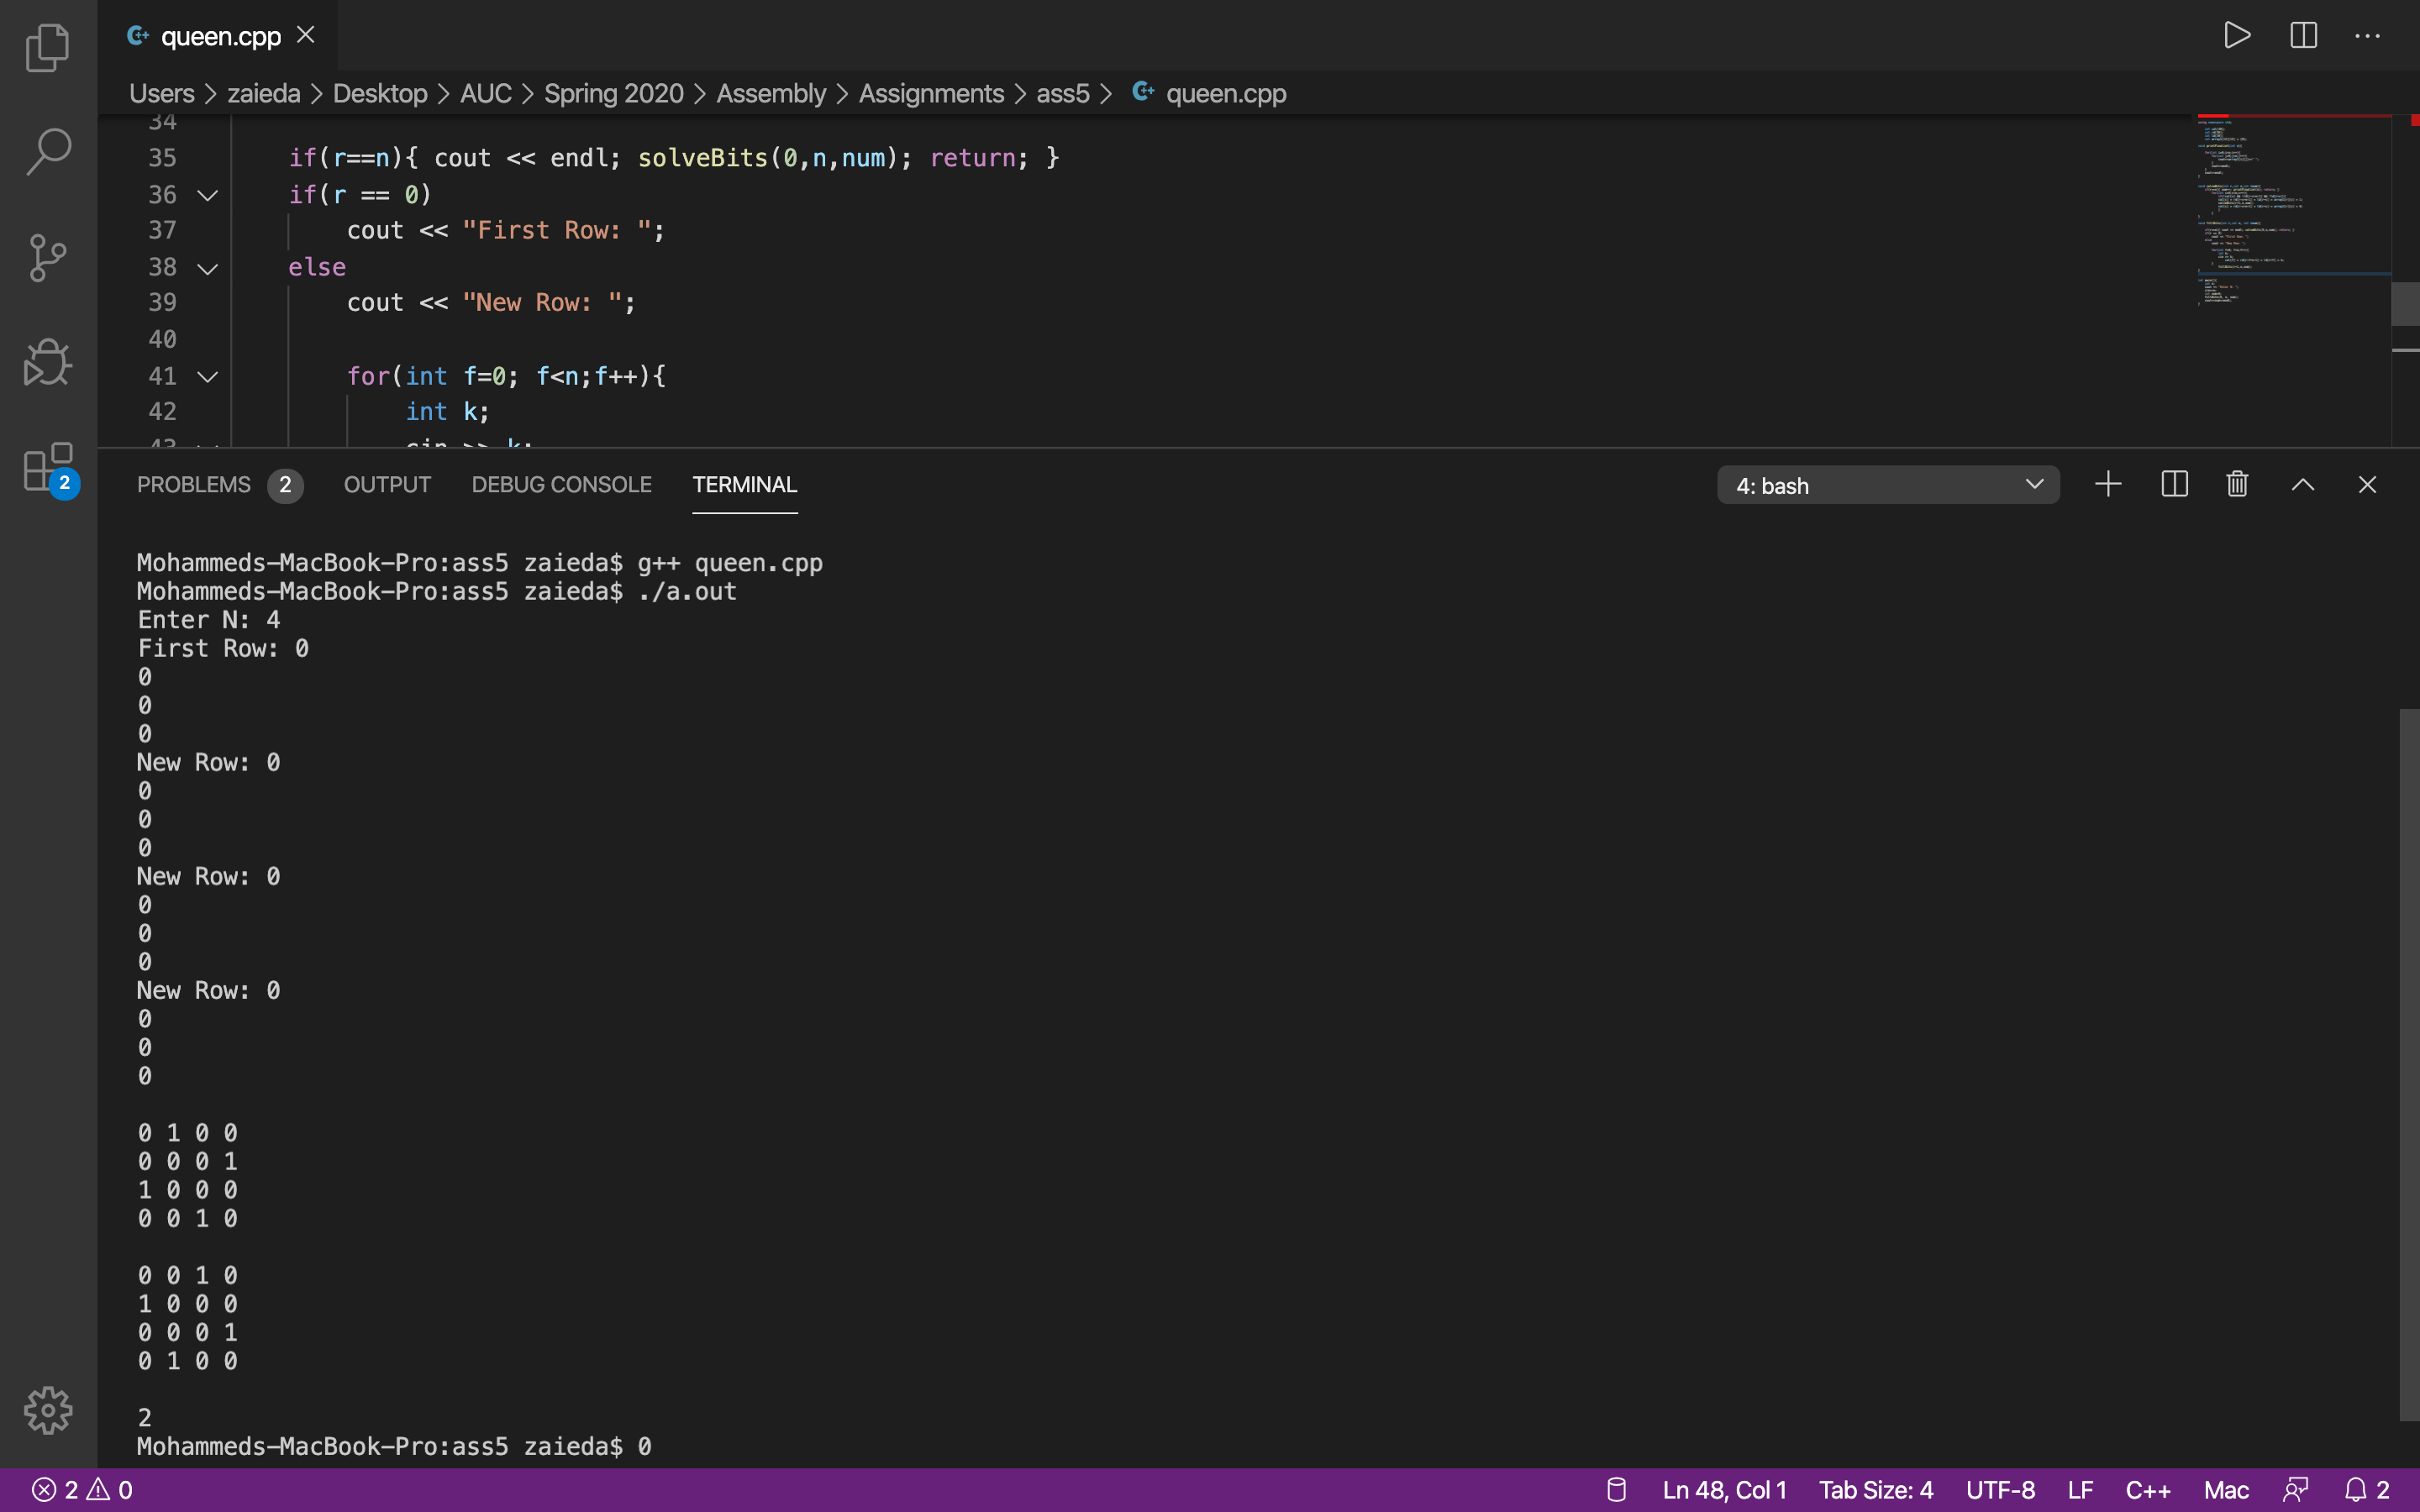 queen.cpp
Users > zaieda > Desktop > AUC > Spring 2020 > Assembly > Assignments > ass5 > queen.cpp
34
35 if(r==n){ cout << endl; solveBits(0,n,num); return; }
36 if(r == 0)
37 cout << "First Row: ";
38 else
39 cout << "New Row: ";
40
41 for(int f=0; f<n;f++){
42 int k;
43 cin >> k;
2
PROBLEMS 2 OUTPUT DEBUG CONSOLE TERMINAL 4: bash
Mohammeds-MacBook-Pro:ass5 zaieda$ g++ queen.cpp
Mohammeds-MacBook-Pro:ass5 zaieda$ ./a.out
Enter N: 4
First Row: 0
0
0
0
New Row: 0
0
0
0
New Row: 0
0
0
0
New Row: 0
0
0
0
0 1 0 0
0 0 0 1
1 0 0 0
0 0 1 0
0 0 1 0
1 0 0 0
0 0 0 1
0 1 0 0
2
Mohammeds-MacBook-Pro:ass5 zaieda$ 0
2 0 Ln 48, Col 1 Tab Size: 4 UTF-8 LF C++ Mac 2